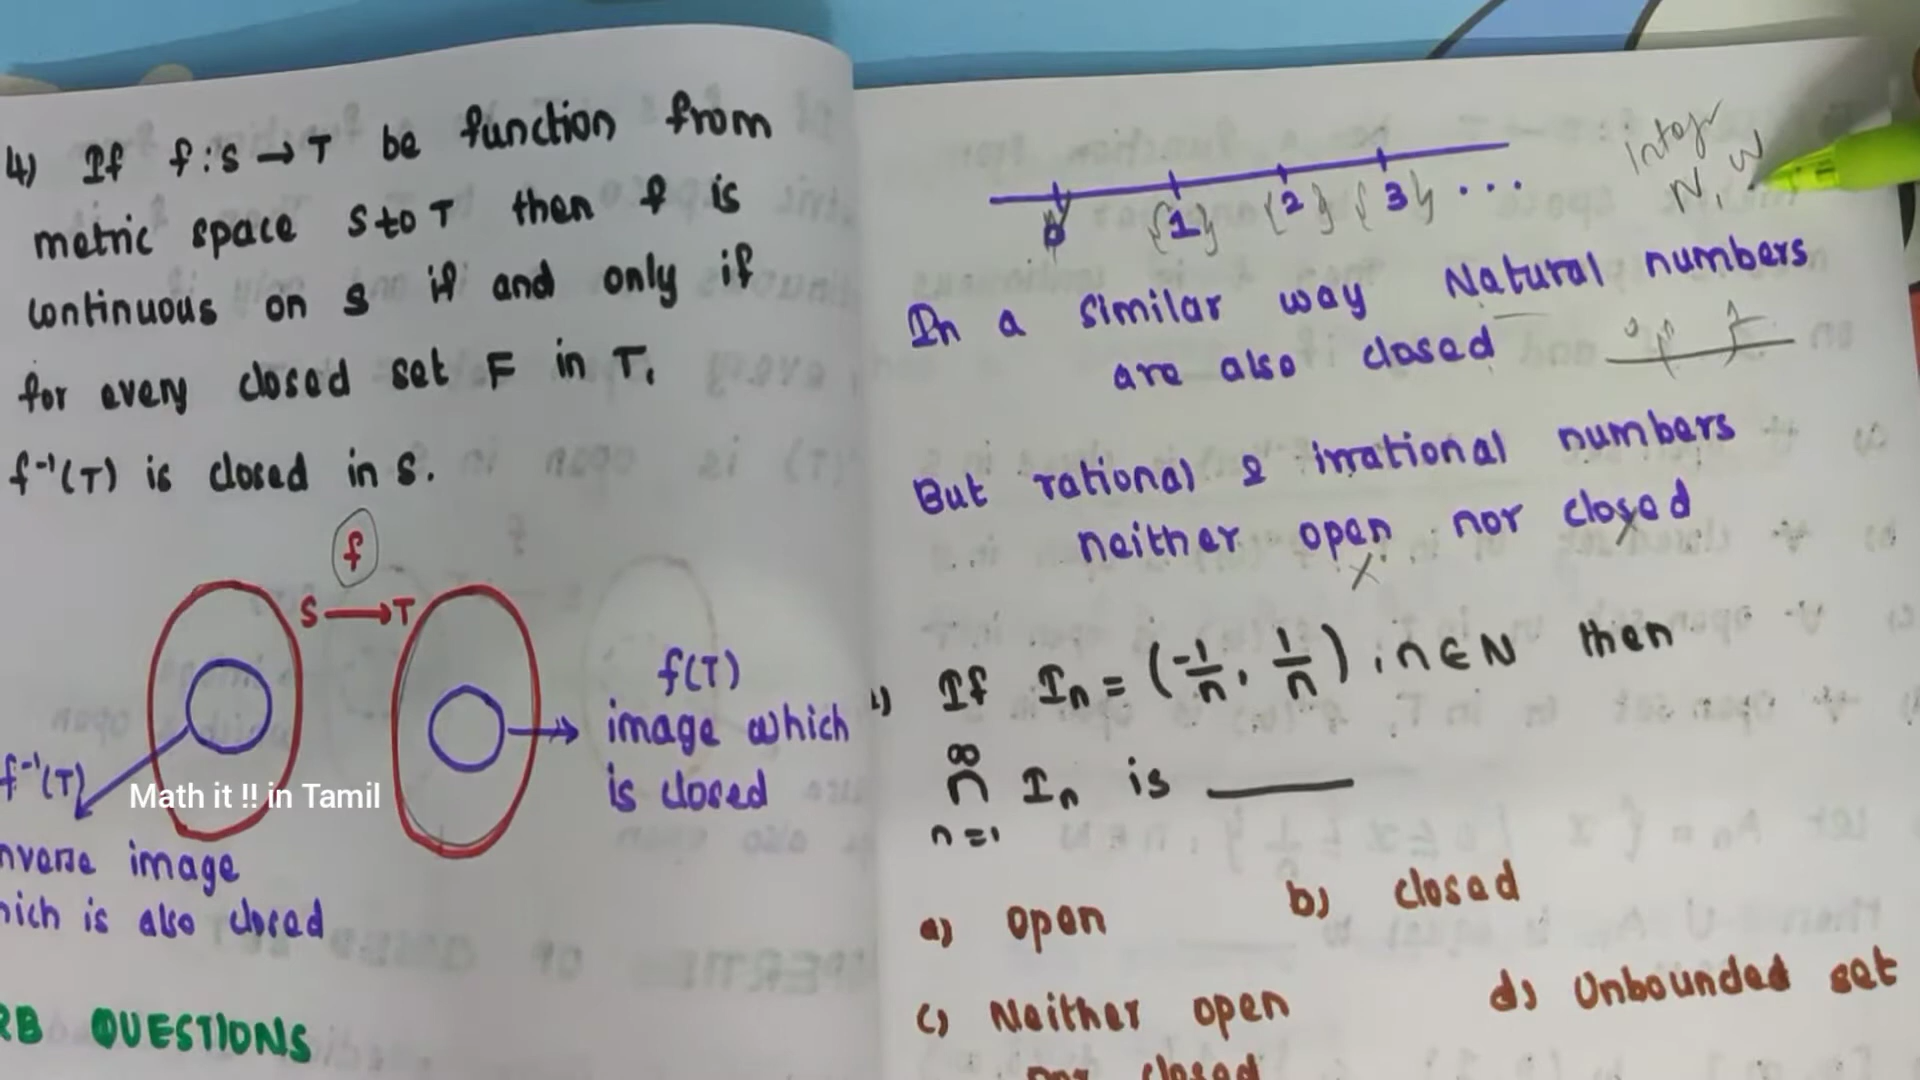 4) If f:S → T be function from
metric space S to T then f is
continuous on S if and only if
for every closed set F in T.
f⁻¹(T) is closed in S.
f
S → T
f(T)
image which
is closed
f⁻¹(T)
Math it !! in Tamil
nverse image
hich is also closed
RB QUESTIONS
0 {1} {2} {3} ...
N, W
In a similar way Natural numbers
are also closed
But rational & irrational numbers
neither open nor closed
1) If In = (-1/n, 1/n), n ∈ N then
∞
∩ In is ____
n=1
a) open b) closed
c) Neither open d) Unbounded set
nor closed